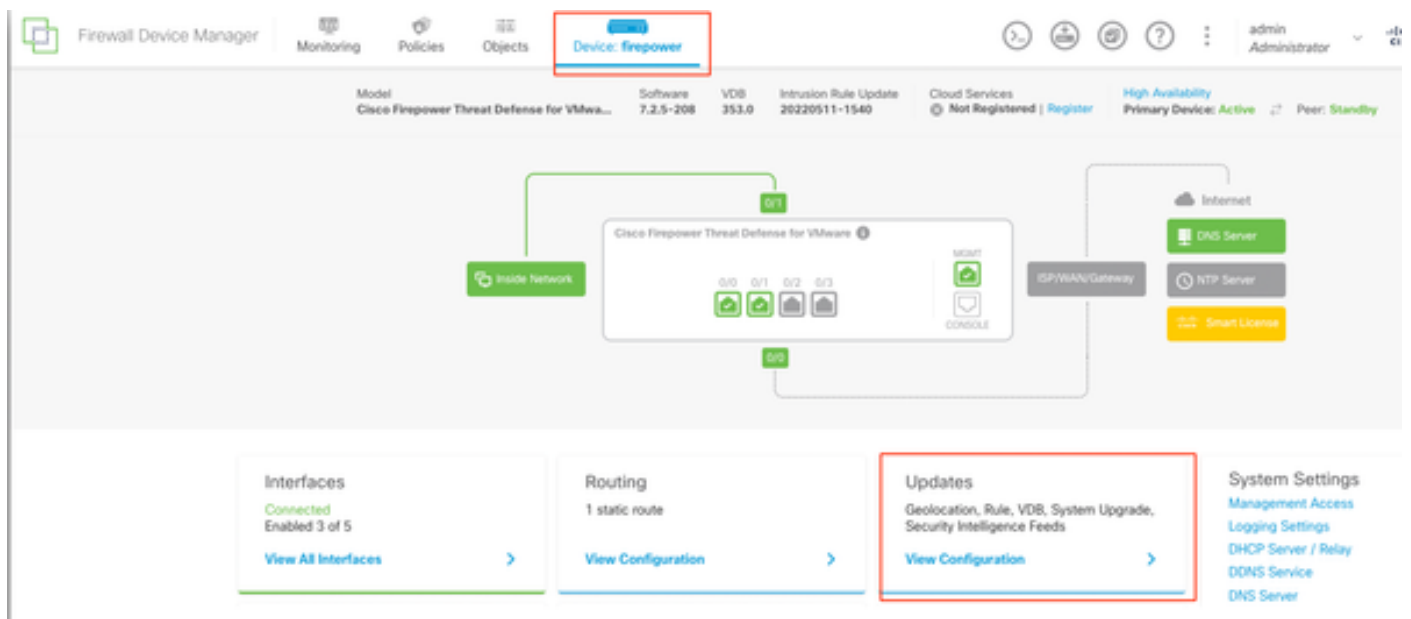 Firewall Device Manager
Monitoring
Policies
Objects
Device: firepower
admin
Administrator
Model
Cisco Firepower Threat Defense for VMwa...
Software
7.2.5-208
VDB
353.0
Intrusion Rule Update
20220511-1540
Cloud Services
Not Registered | Register
High Availability
Primary Device: Active
Peer: Standby
0/1
Internet
Cisco Firepower Threat Defense for VMware
DNS Server
MGMT
Inside Network
0/0 0/1 0/2 0/3
ISP/WAN/Gateway
NTP Server
CONSOLE
Smart License
0/0
Interfaces
Connected
Enabled 3 of 5
View All Interfaces
Routing
1 static route
View Configuration
Updates
Geolocation, Rule, VDB, System Upgrade,
Security Intelligence Feeds
View Configuration
System Settings
Management Access
Logging Settings
DHCP Server / Relay
DDNS Service
DNS Server